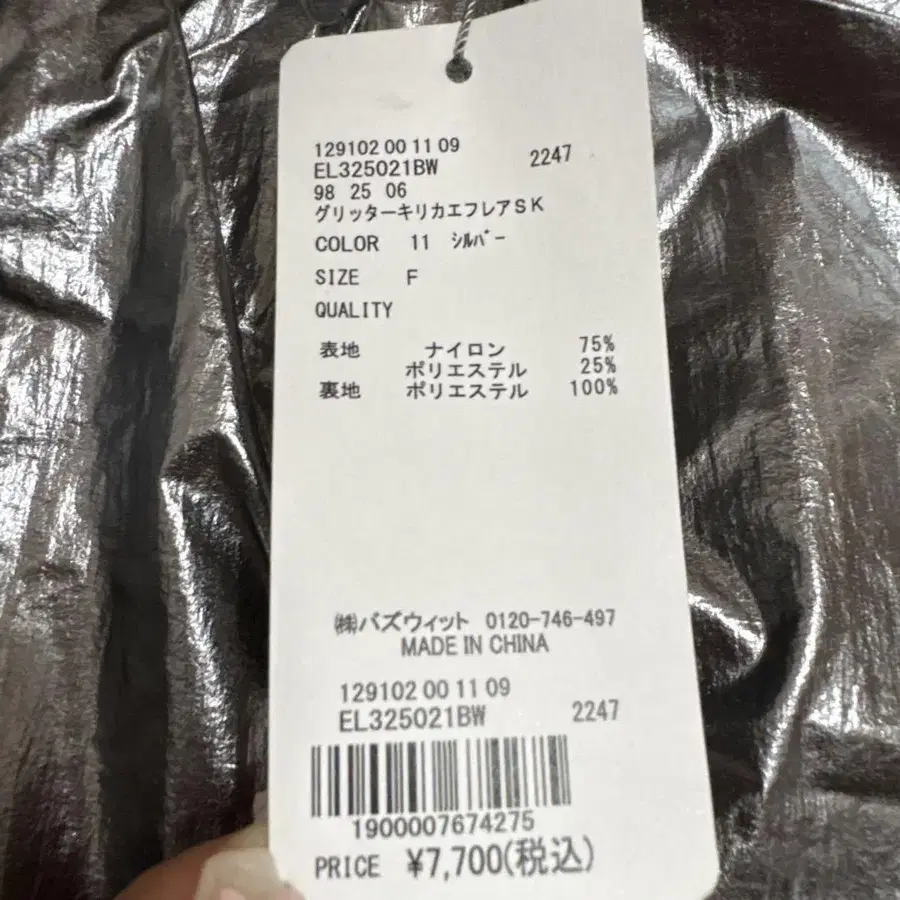 129102 00 11 09
EL325021BW 2247
98 25 06
グリッターキリカエフレアSK
COLOR 11 シルバー
SIZE F
QUALITY
表地 ナイロン 75%
ポリエステル 25%
裏地 ポリエステル 100%
㈱バズウィット 0120-746-497
MADE IN CHINA
129102 00 11 09
EL325021BW 2247
1900007674275
PRICE ¥7,700(税込)